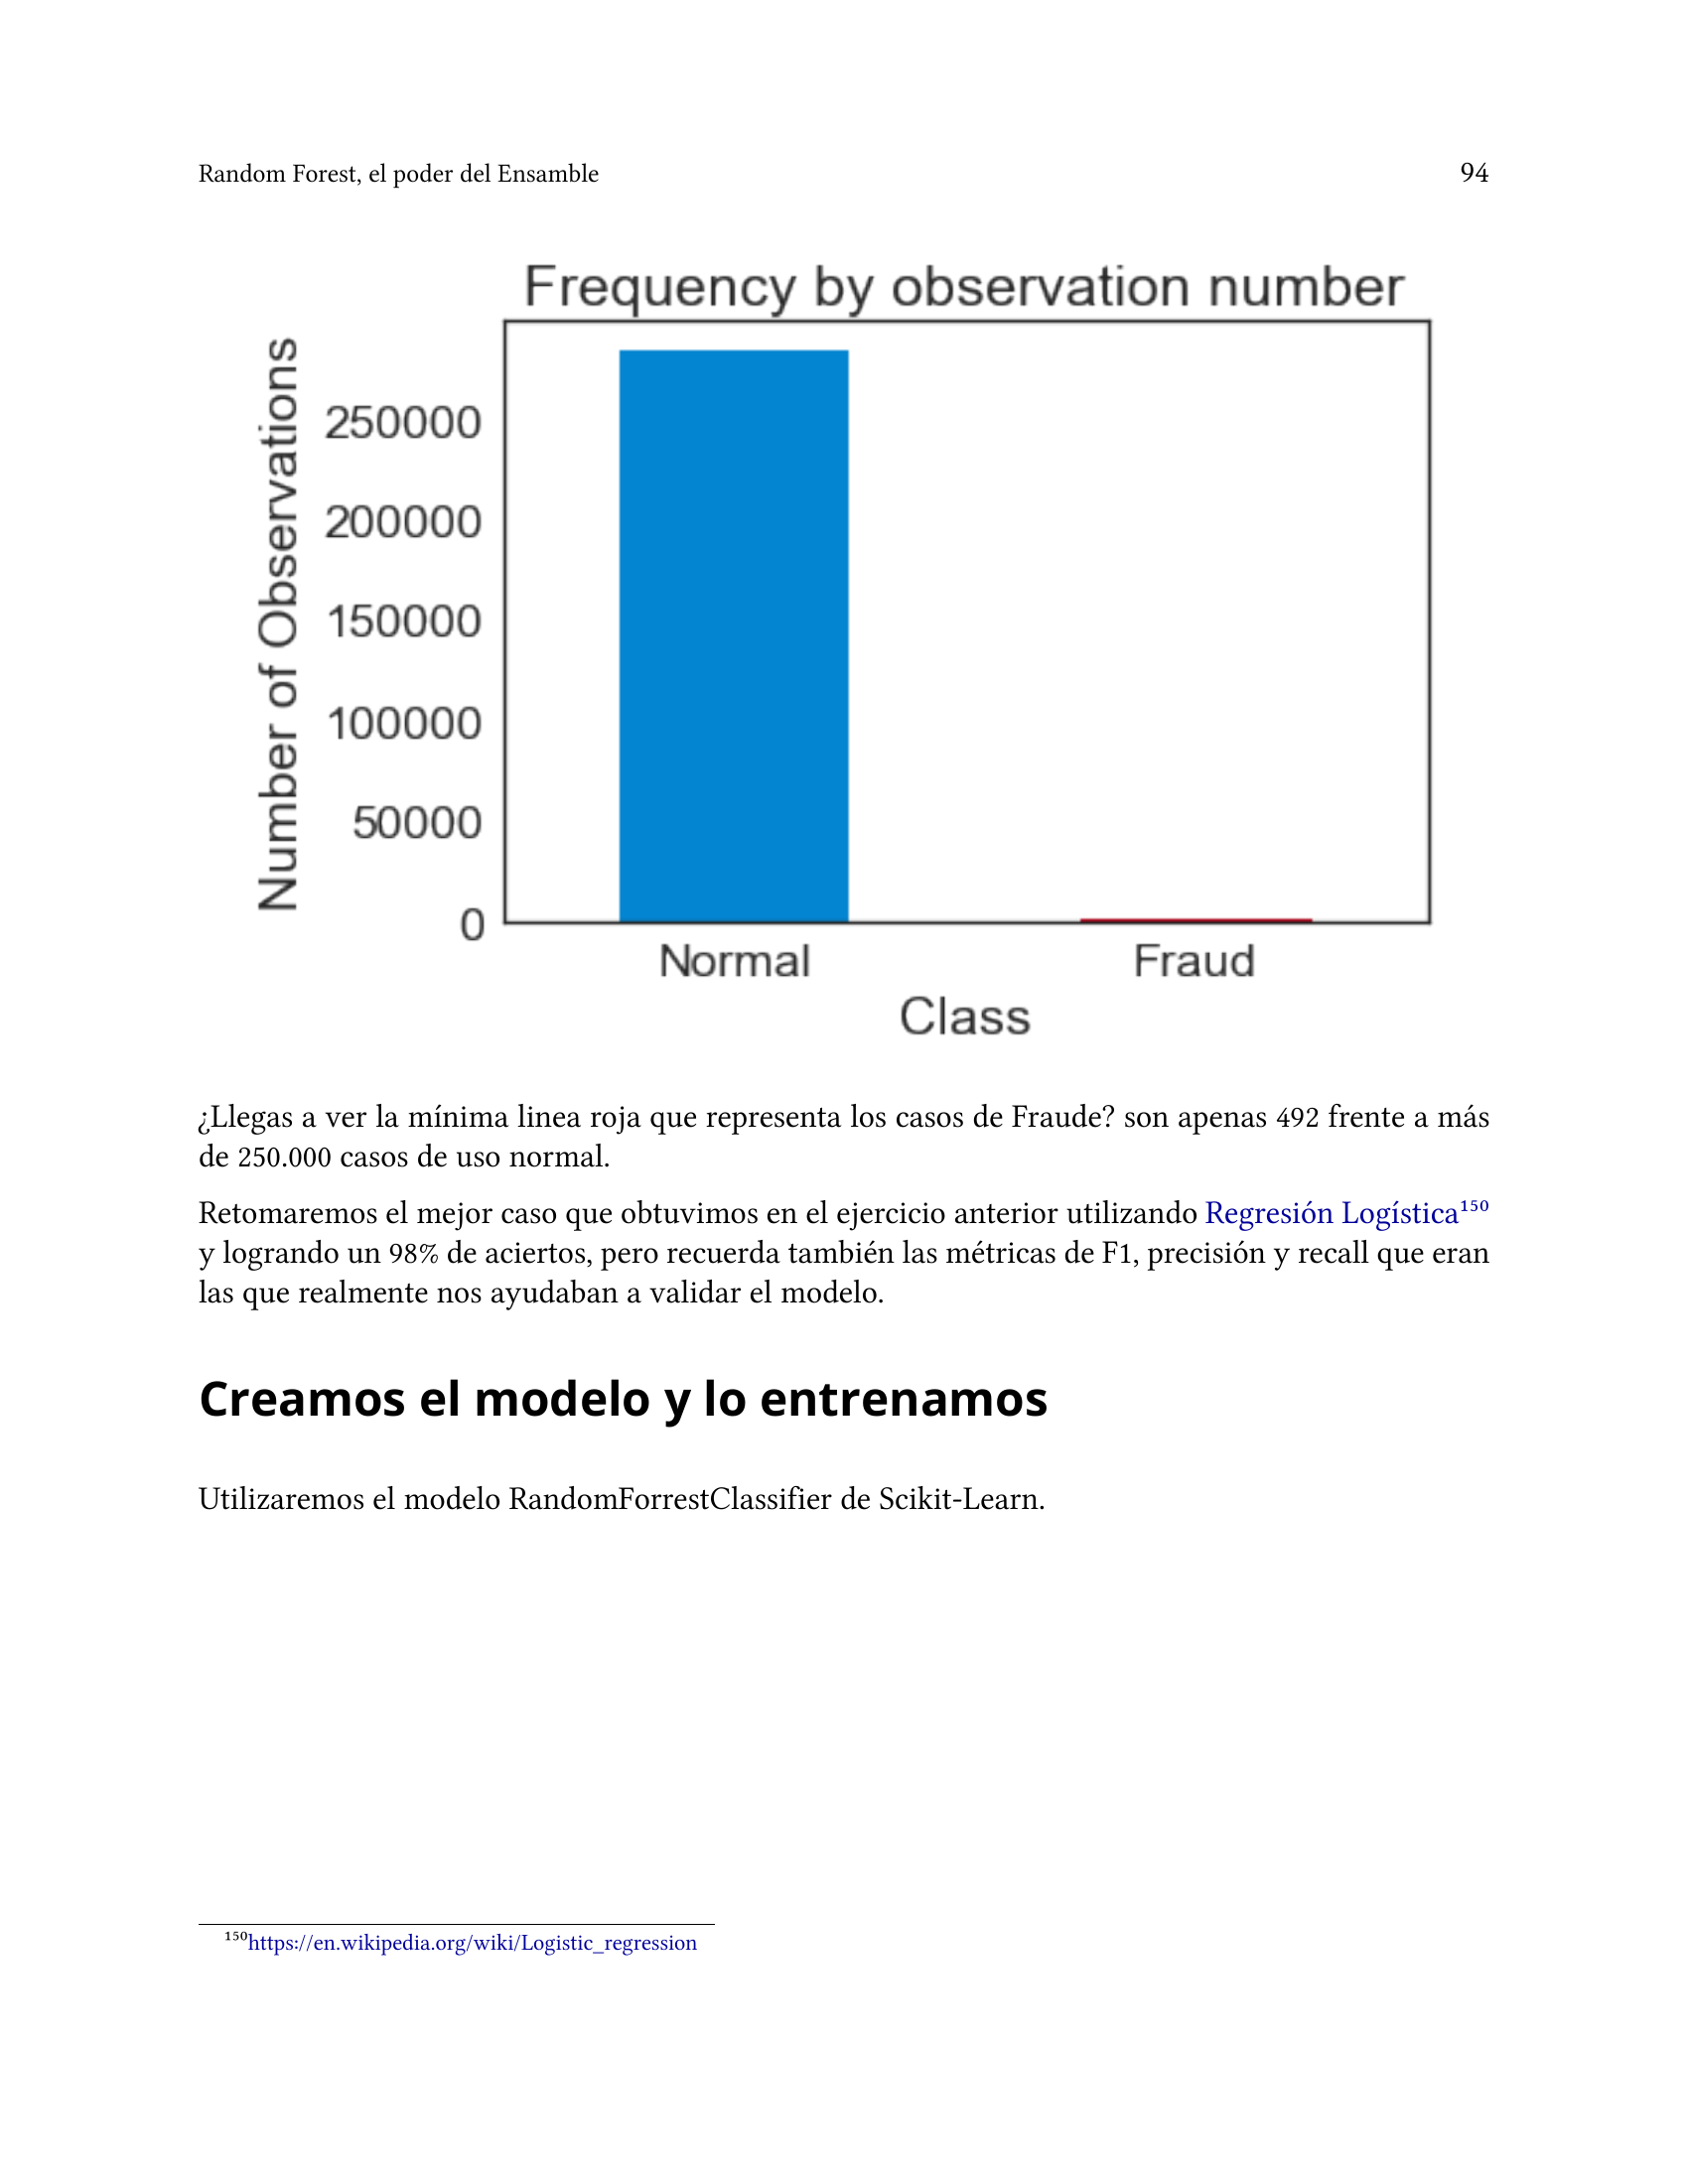 Random Forest, el poder del Ensamble 94
Frequency by observation number
Number of Observations
250000
200000
150000
100000
50000
0
Normal Fraud
Class
¿Llegas a ver la mínima linea roja que representa los casos de Fraude? son apenas 492 frente a más
de 250.000 casos de uso normal.
Retomaremos el mejor caso que obtuvimos en el ejercicio anterior utilizando Regresión Logística¹⁵⁰
y logrando un 98% de aciertos, pero recuerda también las métricas de F1, precisión y recall que eran
las que realmente nos ayudaban a validar el modelo.
Creamos el modelo y lo entrenamos
Utilizaremos el modelo RandomForrestClassifier de Scikit-Learn.
¹⁵⁰https://en.wikipedia.org/wiki/Logistic_regression